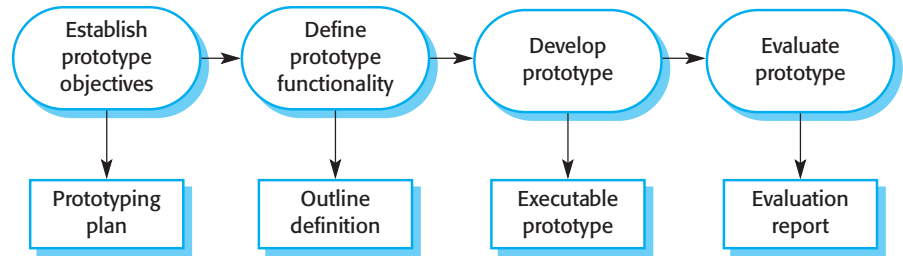 Establish
prototype
objectives
Define
prototype
functionality
Develop
prototype
Evaluate
prototype
Prototyping
plan
Outline
definition
Executable
prototype
Evaluation
report